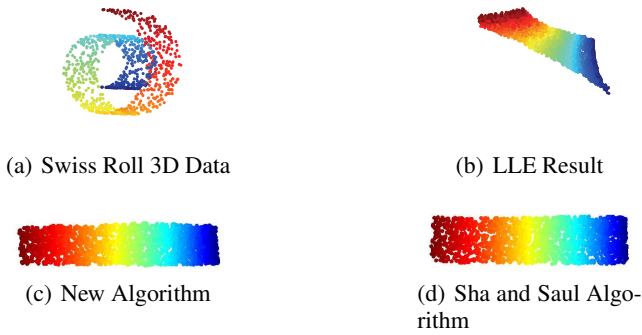 (a) Swiss Roll 3D Data
(b) LLE Result
(c) New Algorithm
(d) Sha and Saul Algo-
rithm